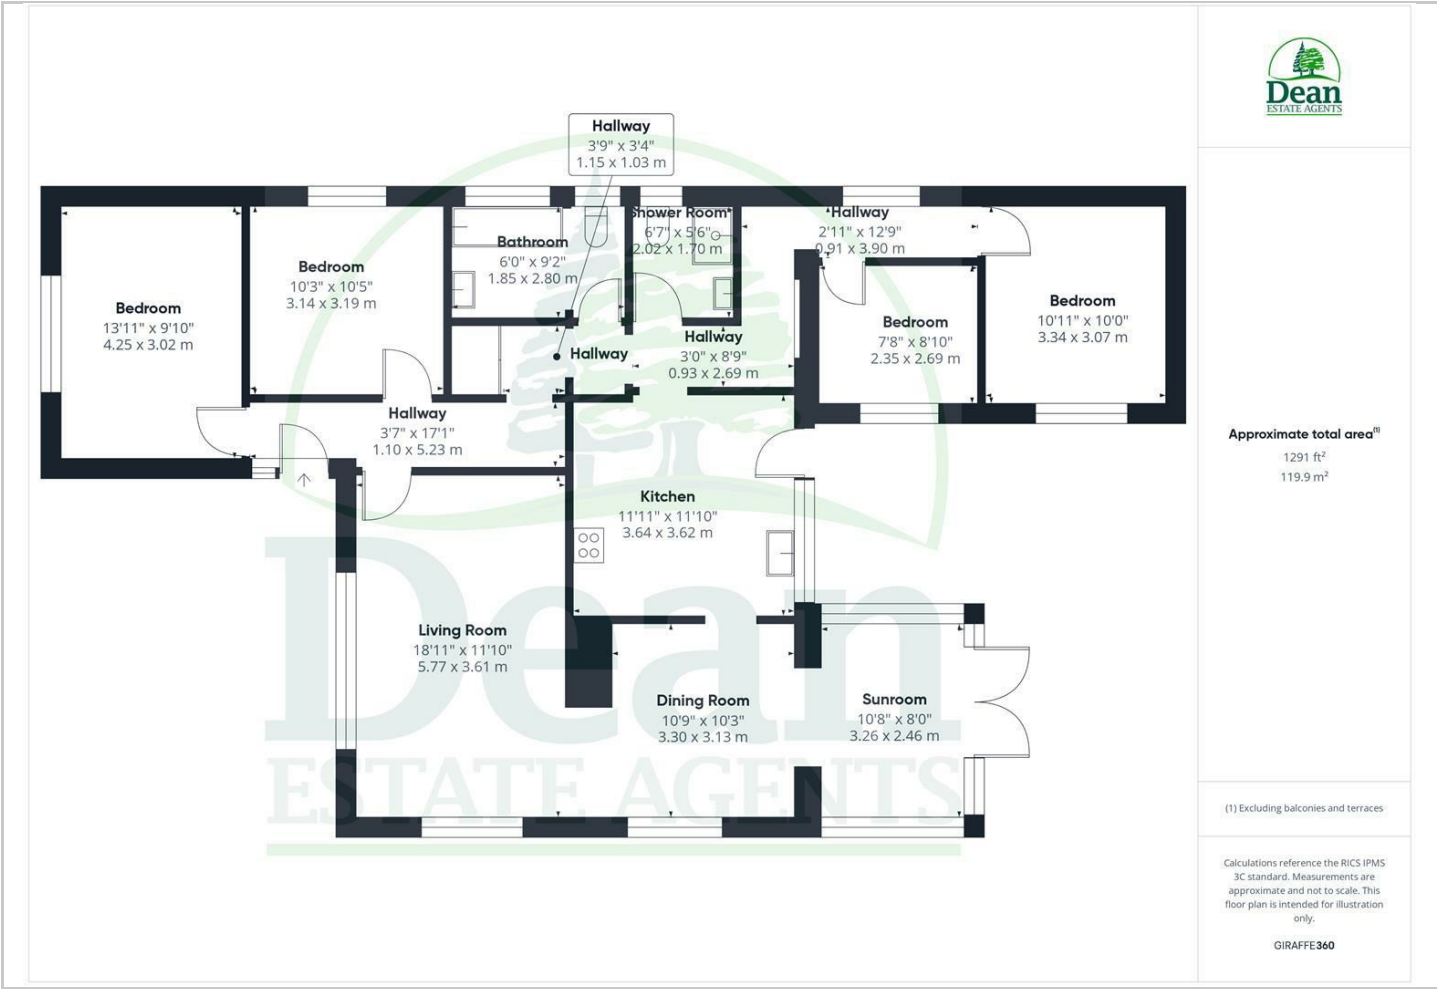 Dean
ESTATE AGENTS
Hallway
3'9" x 3'4"
1.15 x 1.03 m
Shower Room
6'7" x 5'6"
2.02 x 1.70 m
Hallway
2'11" x 12'9"
0.91 x 3.90 m
Bathroom
6'0" x 9'2"
1.85 x 2.80 m
Bedroom
10'3" x 10'5"
3.14 x 3.19 m
Bedroom
13'11" x 9'10"
4.25 x 3.02 m
Bedroom
10'11" x 10'0"
3.34 x 3.07 m
Bedroom
7'8" x 8'10"
2.35 x 2.69 m
Hallway
Hallway
3'0" x 8'9"
0.93 x 2.69 m
Hallway
3'7" x 17'1"
1.10 x 5.23 m
Kitchen
11'11" x 11'10"
3.64 x 3.62 m
Living Room
18'11" x 11'10"
5.77 x 3.61 m
Dining Room
10'9" x 10'3"
3.30 x 3.13 m
Sunroom
10'8" x 8'0"
3.26 x 2.46 m
Dean
ESTATE AGENTS
Approximate total area(1)
1291 ft²
119.9 m²
(1) Excluding balconies and terraces
Calculations reference the RICS IPMS
3C standard. Measurements are
approximate and not to scale. This
floor plan is intended for illustration
only.
GIRAFFE360